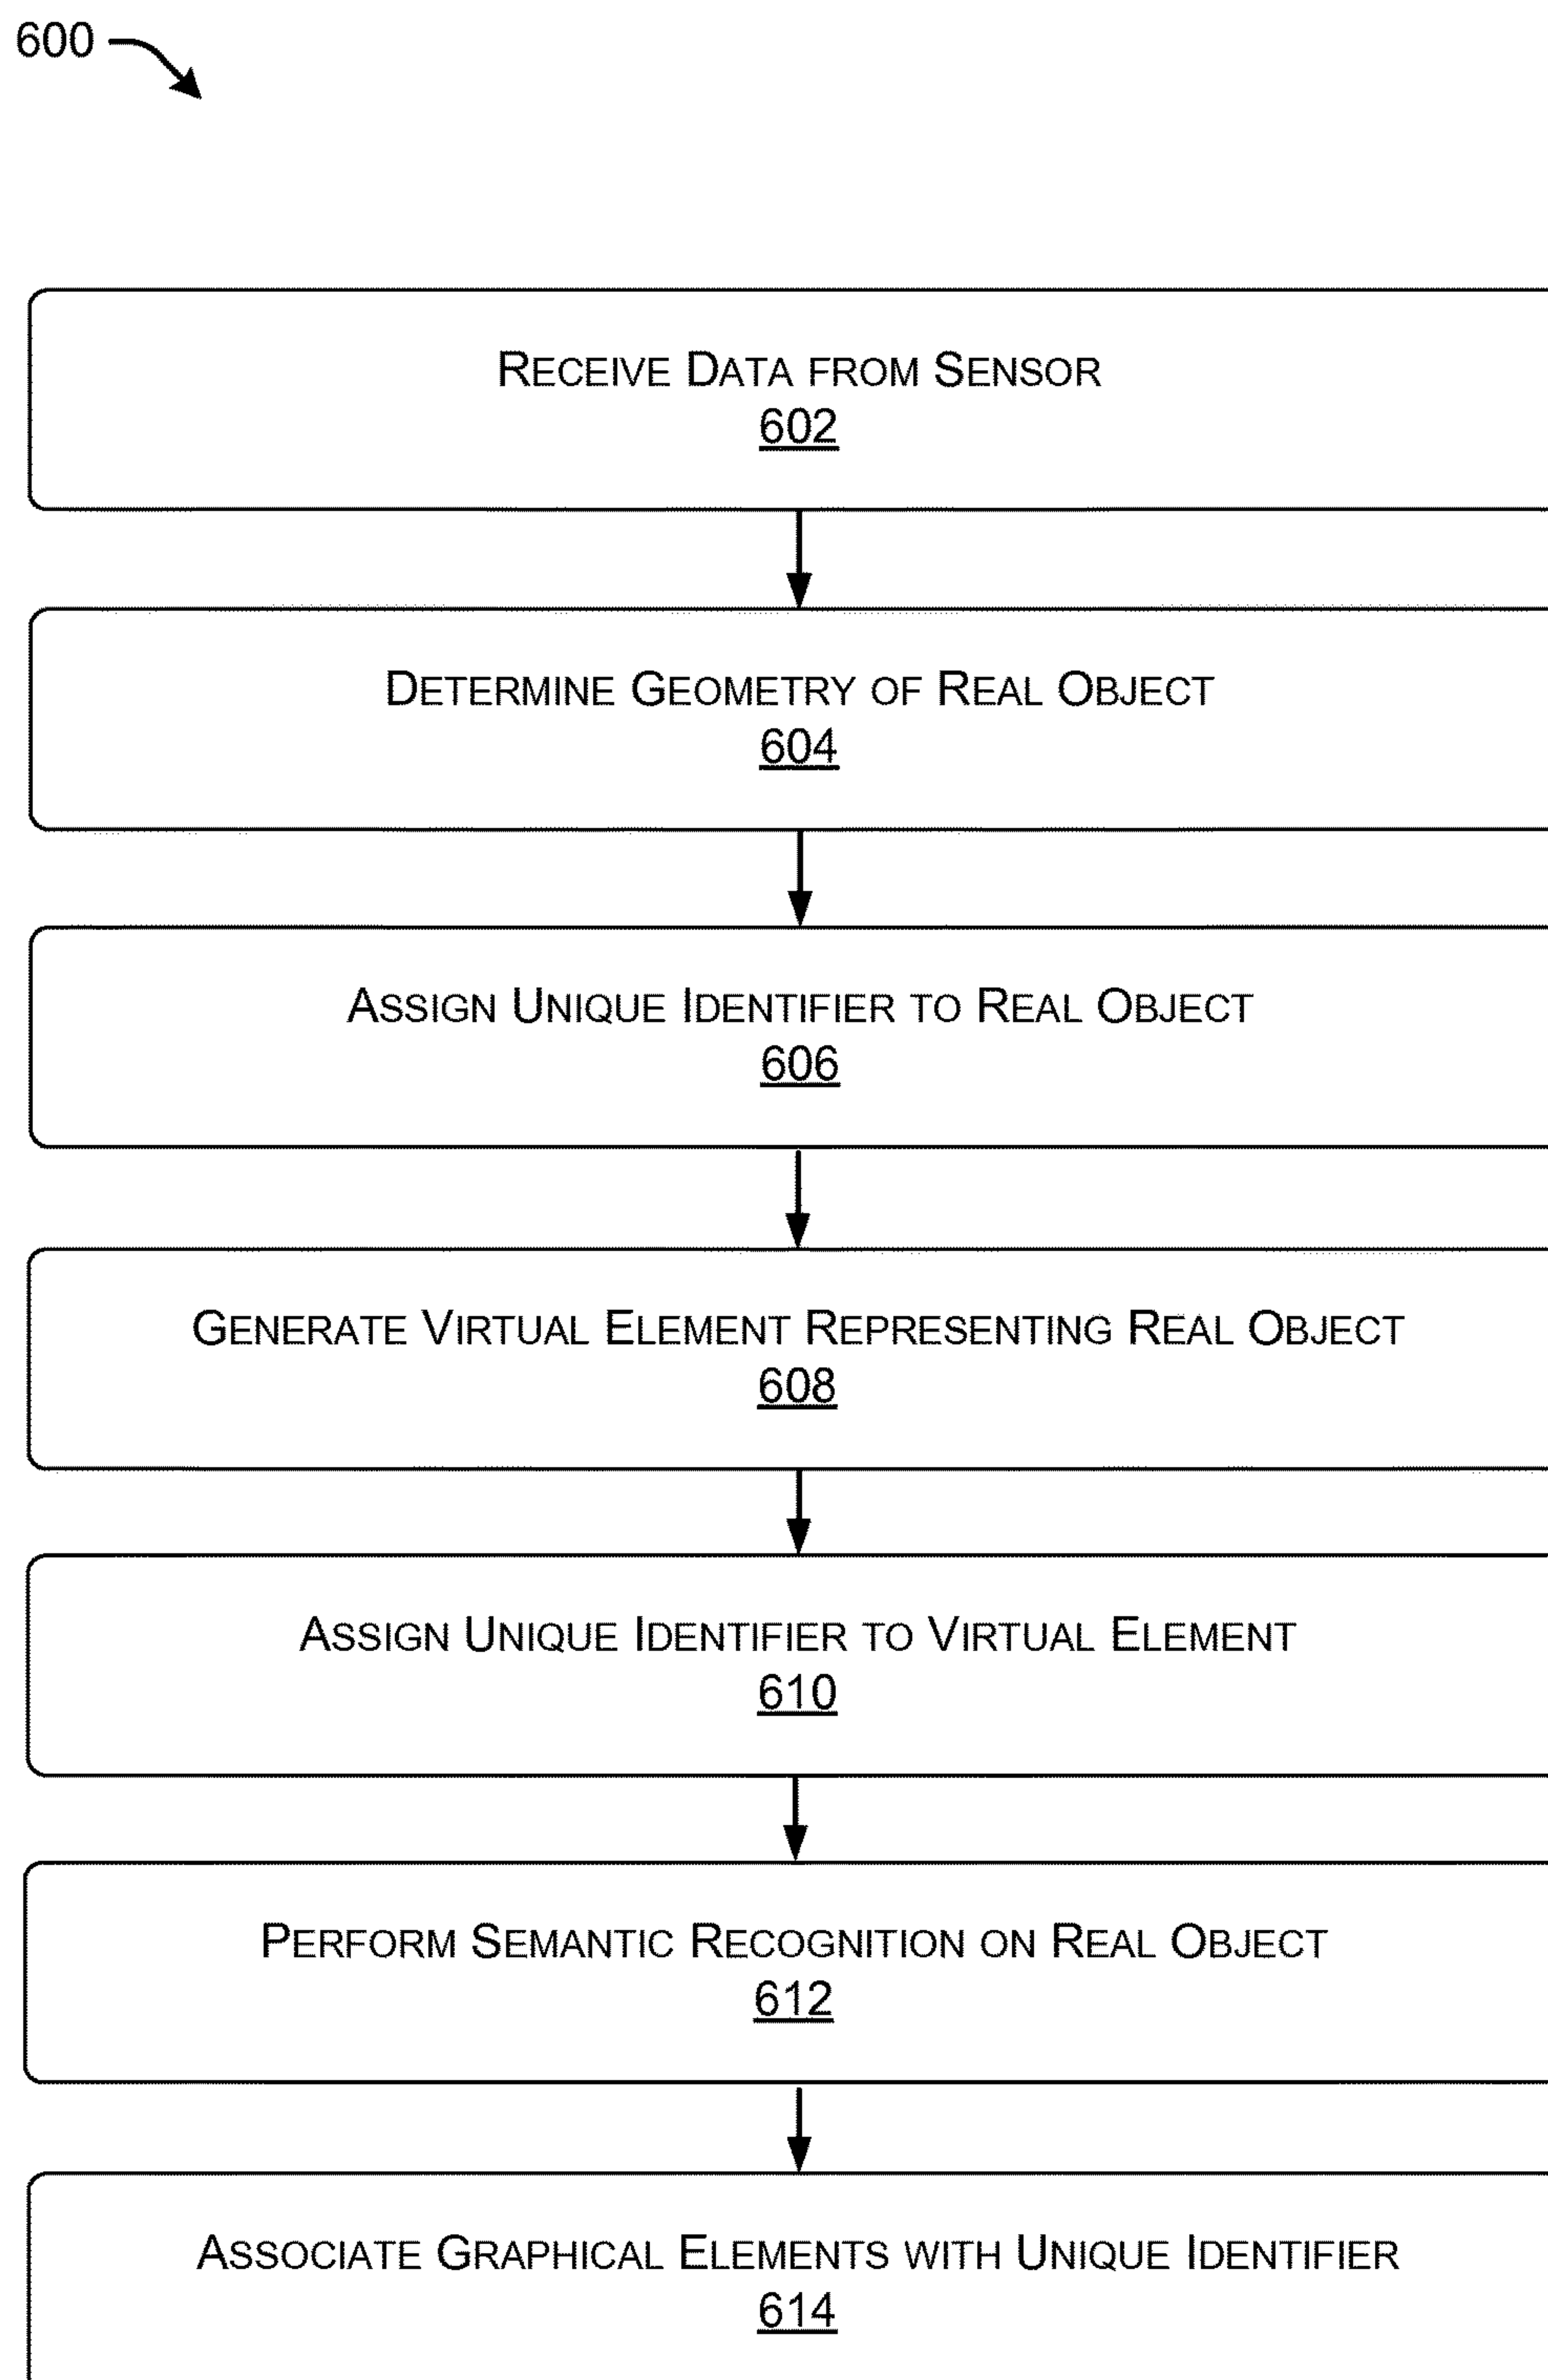 600
Receive Data from Sensor
602
Determine Geometry of Real Object
604
Assign Unique Identifier to Real Object
606
Generate Virtual Element Representing Real Object
608
Assign Unique Identifier to Virtual Element
610
Perform Semantic Recognition on Real Object
612
Associate Graphical Elements with Unique Identifier
614